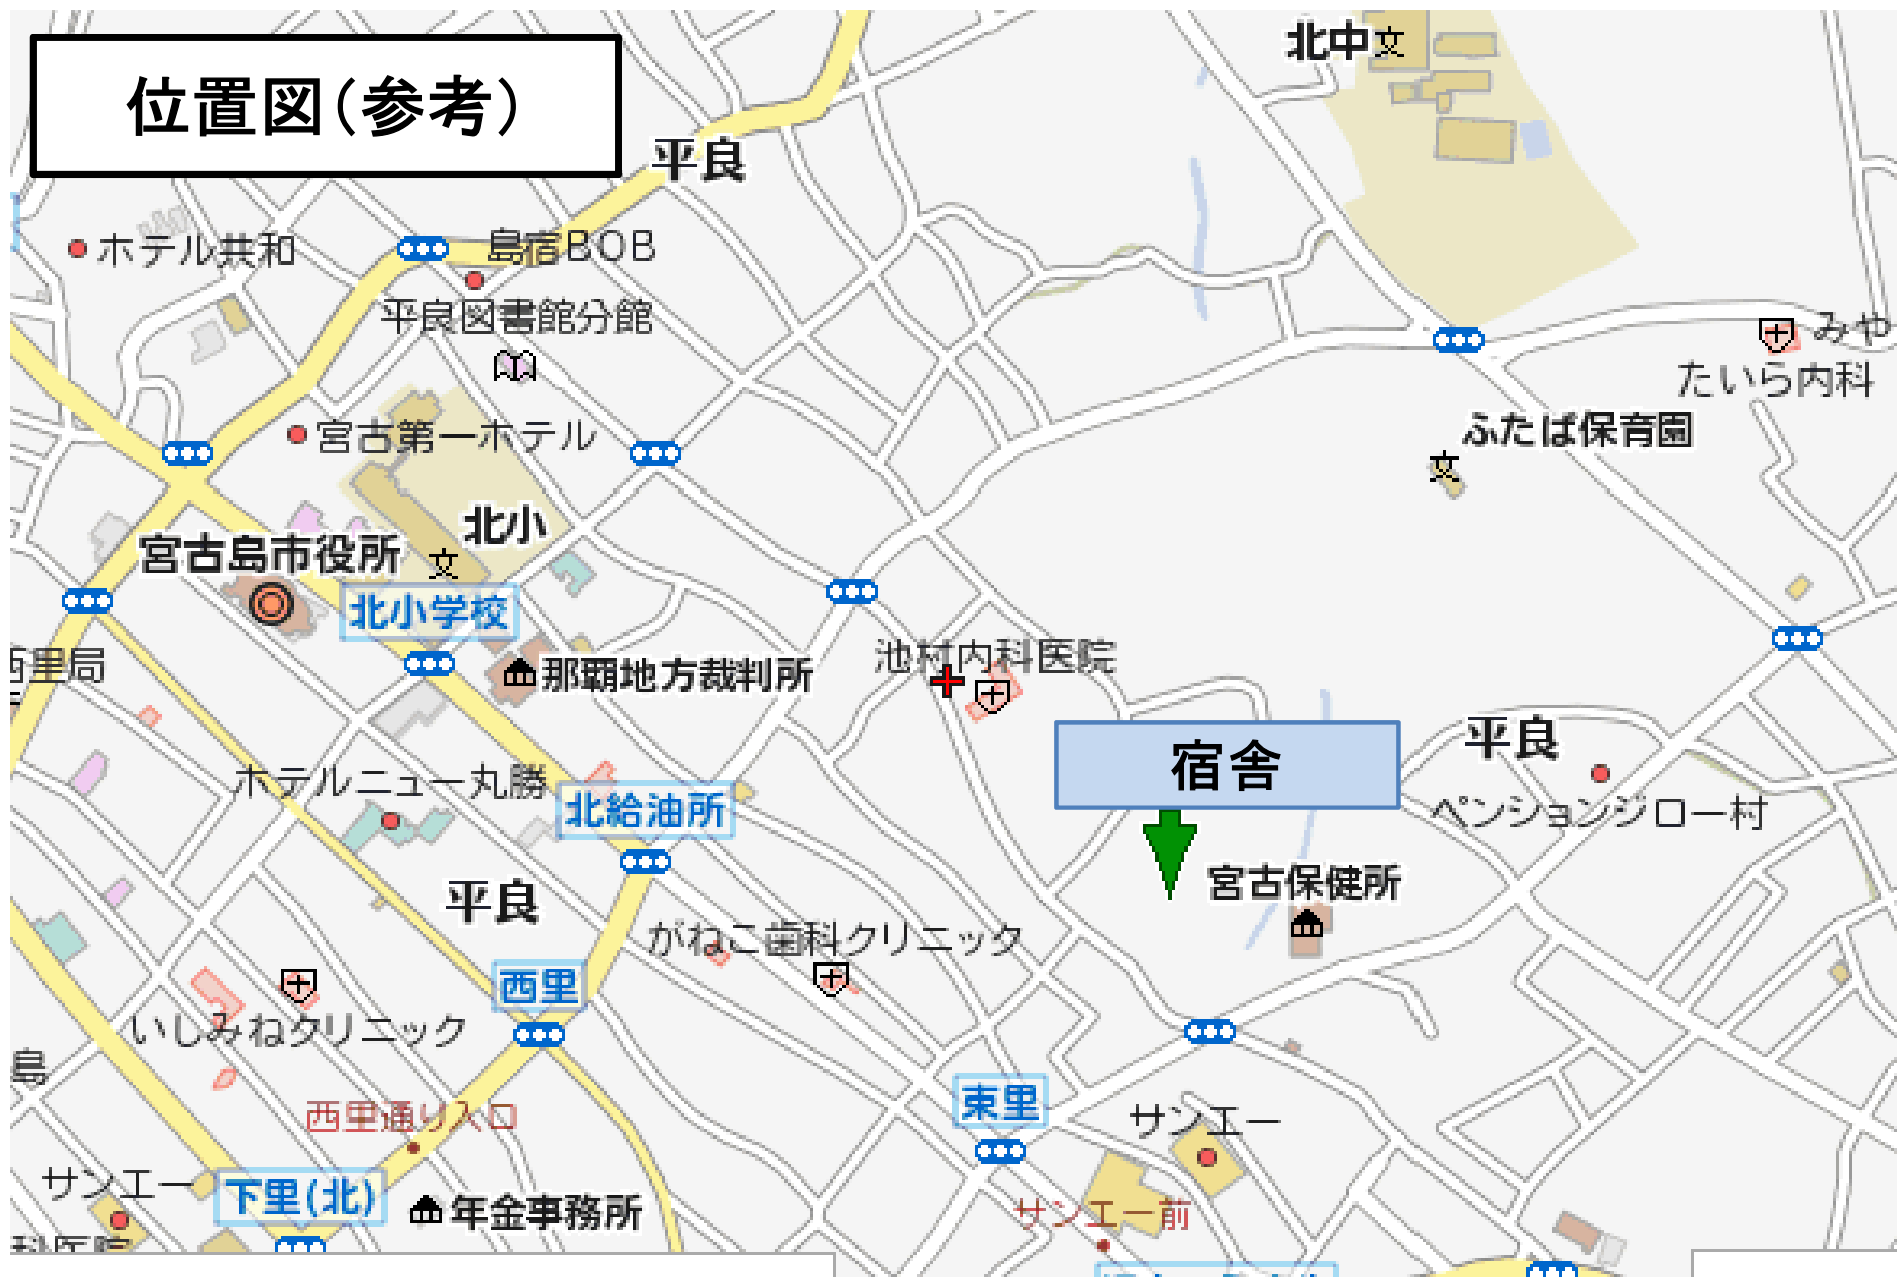 位置図(参考)
北中
平良
ホテル共和
島宿BOB
平良図書館分館
みや
たいら内科
宮古第一ホテル
ふたば保育園
北小
宮古島市役所
北小学校
西里局
那覇地方裁判所
池村内科医院
宿舎
平良
ホテルニュー丸勝
北給油所
ペンションジロー村
平良
宮古保健所
がねこ歯科クリニック
西里
いしみねクリニック
島
東里
西里通り入口
サンエー
サンエー
下里(北)
年金事務所
サンエー前
科医院